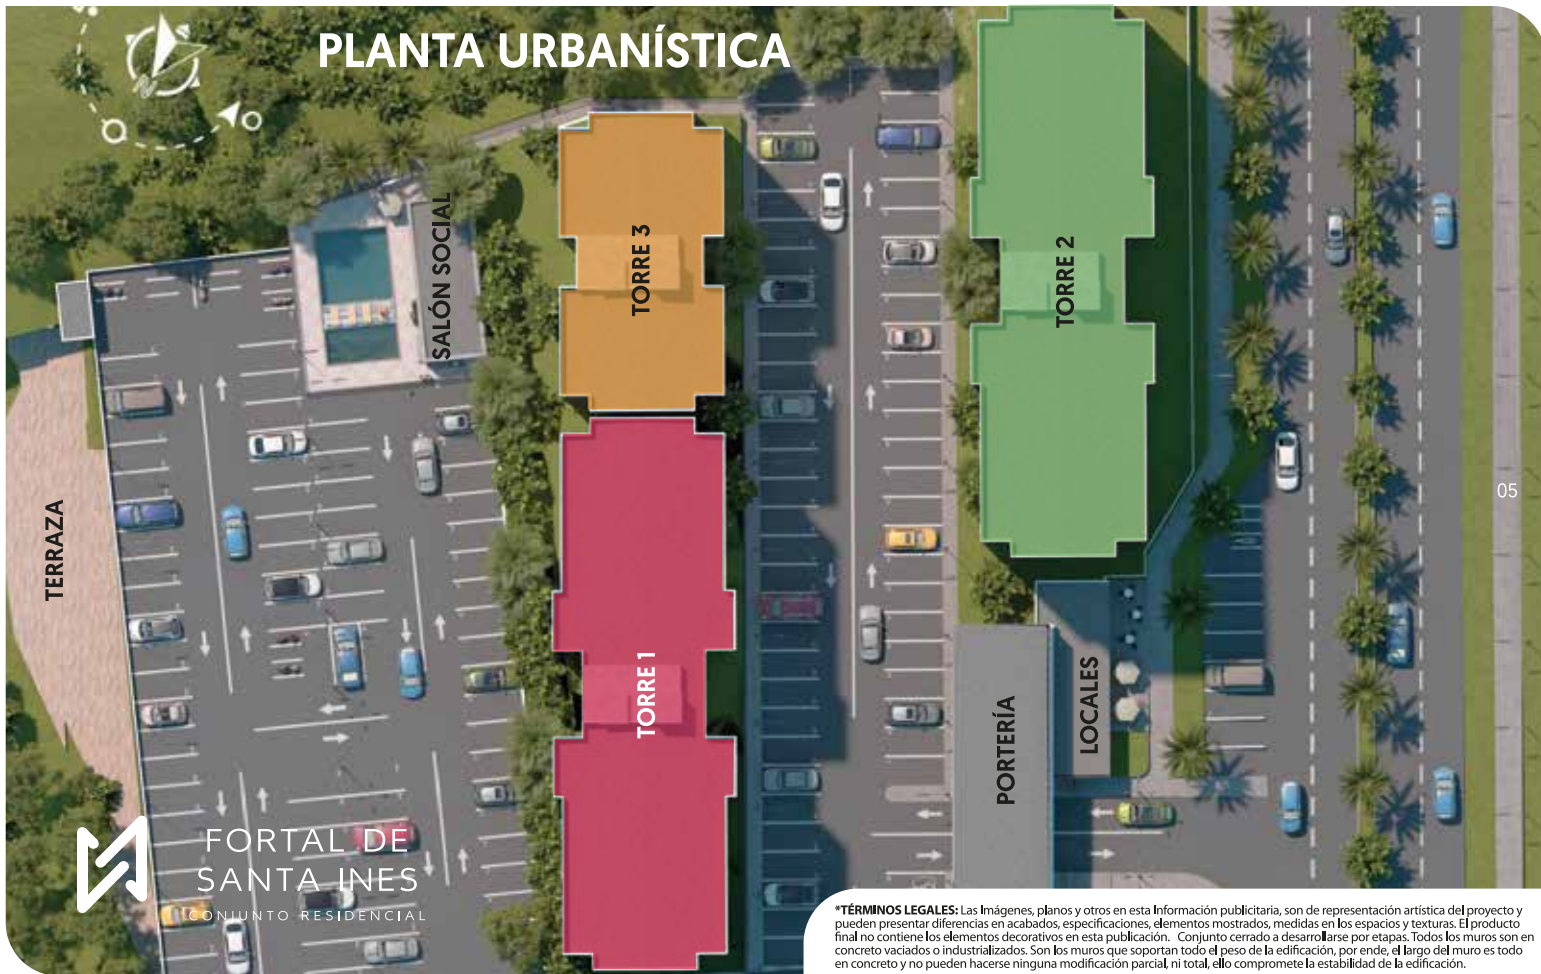 PLANTA URBANÍSTICA
SALÓN SOCIAL
TORRE 3
TORRE 2
TERRAZA
TORRE 1
PORTERÍA
LOCALES
05
FORTAL DE
SANTA INES
CONJUNTO RESIDENCIAL
*TÉRMINOS LEGALES: Las Imágenes, planos y otros en esta Información publicitaria, son de representación artística del proyecto y
pueden presentar diferencias en acabados, especificaciones, elementos mostrados, medidas en los espacios y texturas. El producto
final no contiene los elementos decorativos en esta publicación. Conjunto cerrado a desarrollarse por etapas. Todos los muros son en
concreto vaciados o industrializados. Son los muros que soportan todo el peso de la edificación, por ende, el largo del muro es todo
en concreto y no pueden hacerse ninguna modificación parcial, ni total, ello compromete la estabilidad de la edificación.